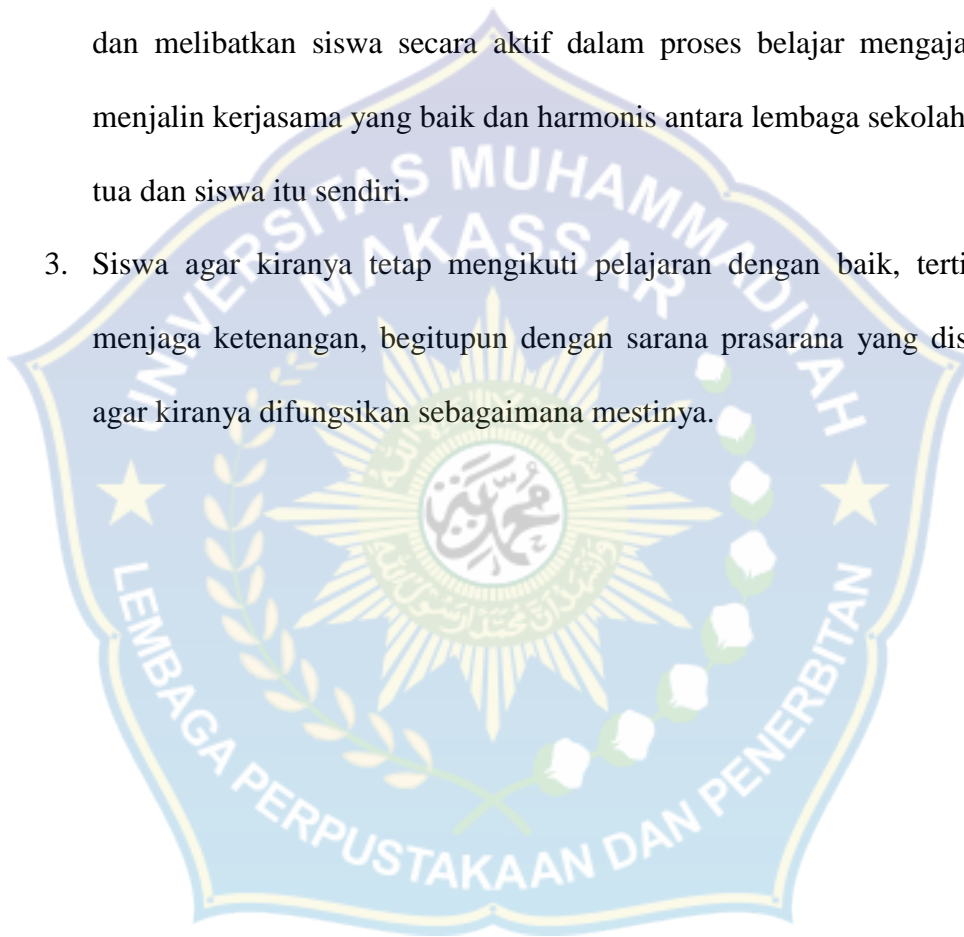 dan melibatkan siswa secara aktif dalam proses belajar mengaja
menjalin kerjasama yang baik dan harmonis antara lembaga sekolah
tua dan siswa itu sendiri.
3. Siswa agar kiranya tetap mengikuti pelajaran dengan baik, terti
menjaga ketenangan, begitupun dengan sarana prasarana yang dis
agar kiranya difungsikan sebagaimana mestinya.
UNIVERSITAS MUHAMMADIYAH
MAKASSAR
محمدية
LEMBAGA PERPUSTAKAAN DAN PENERBITAN